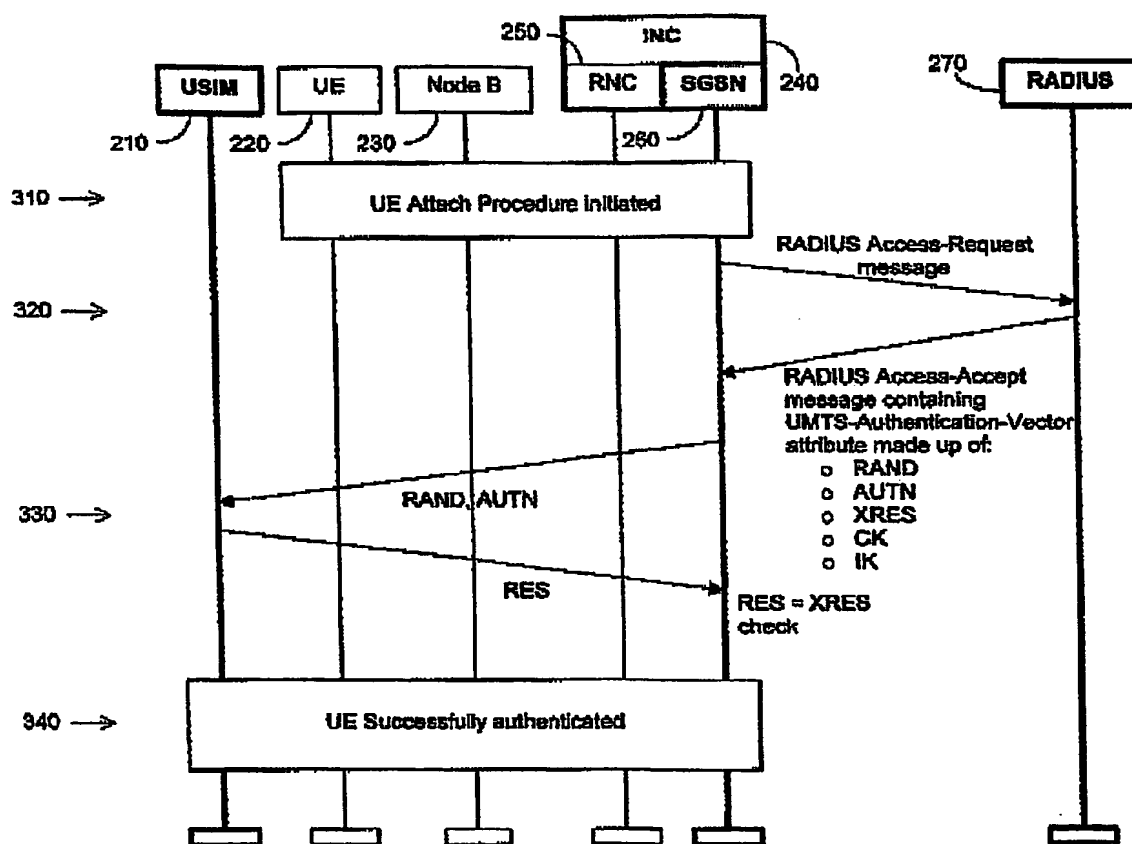 INC
250
240
270
USIM
UE
Node B
RNC
SGSN
RADIUS
210
220
230
260
310
UE Attach Procedure initiated
RADIUS Access-Request
message
320
RADIUS Access-Accept
message containing
UMTS-Authentication-Vector
attribute made up of:
o RAND
o AUTN
o XRES
o CK
o IK
RAND, AUTN
330
RES
RES = XRES
check
340
UE Successfully authenticated